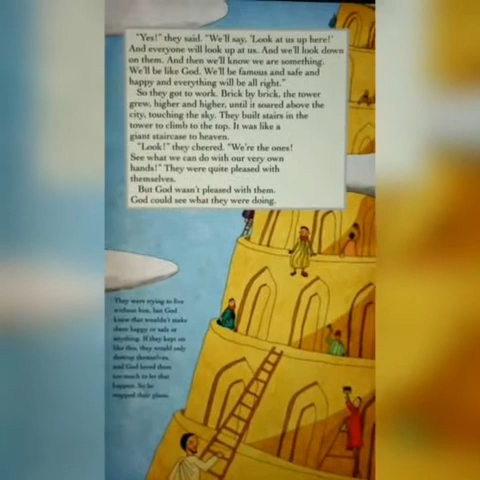 "Yes!" they said. "We'll say, 'Look at us up here!'
And everyone will look up at us. And we'll look down
on them. And then we'll know we are something.
We'll be like God. We'll be famous and safe and
happy and everything will be all right."
So they got to work. Brick by brick, the tower
grew, higher and higher, until it soared above the
city, touching the sky. They built stairs in the
tower to climb to the top. It was like a
giant staircase to heaven.
"Look!" they cheered. "We're the ones!
See what we can do with our very own
hands!" They were quite pleased with
themselves.
But God wasn't pleased with them.
God could see what they were doing.
They were trying to live
without him, but God
knew that wouldn't make
them happy or safe or
anything. If they kept on
like this, they would only
destroy themselves,
and God loved them
too much to let that
happen. So he
stopped their plans.